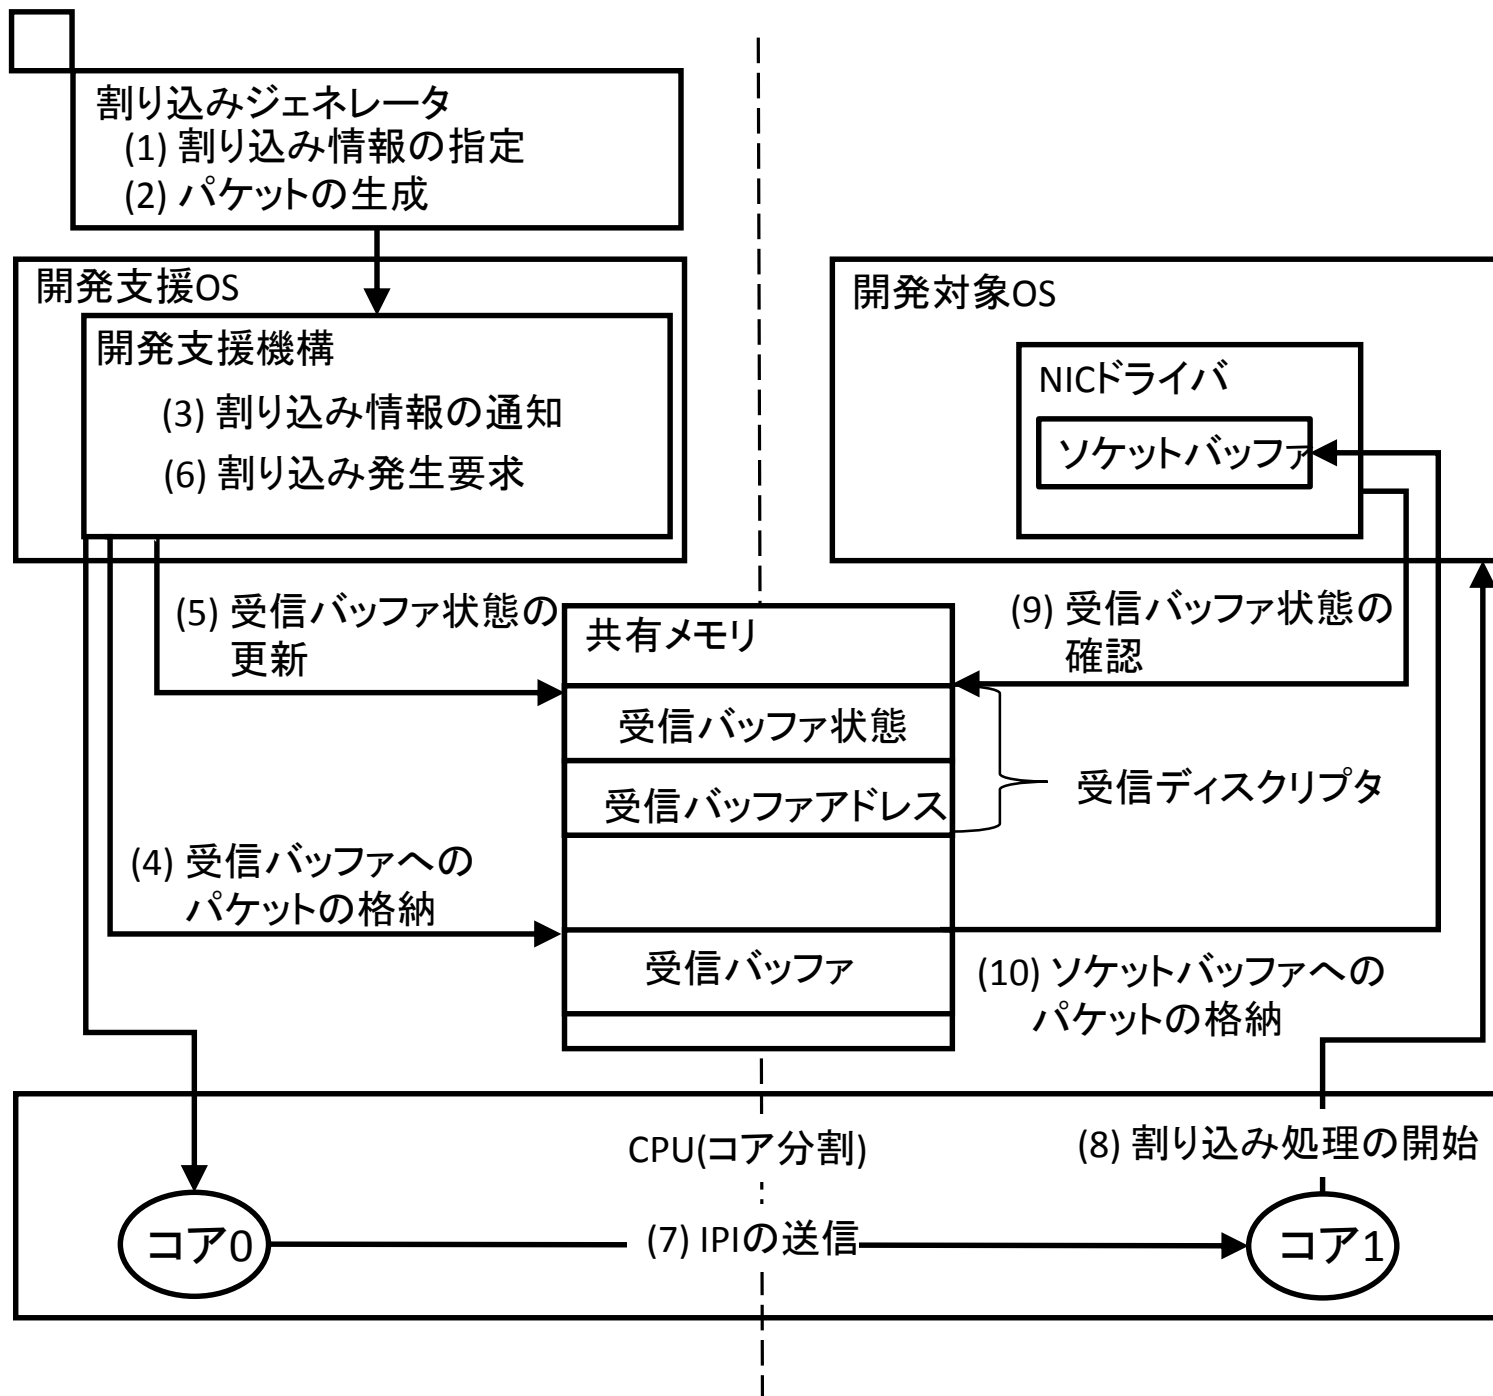 割り込みジェネレータ
(1) 割り込み情報の指定
(2) パケットの生成
開発支援OS
開発支援機構
(3) 割り込み情報の通知
(6) 割り込み発生要求
開発対象OS
NICドライバ
ソケットバッファ
(5) 受信バッファ状態の
更新
共有メモリ
(9) 受信バッファ状態の
確認
受信バッファ状態
受信バッファアドレス
受信ディスクリプタ
(4) 受信バッファへの
パケットの格納
受信バッファ
(10) ソケットバッファへの
パケットの格納
CPU(コア分割)
(8) 割り込み処理の開始
コア0
(7) IPIの送信
コア1